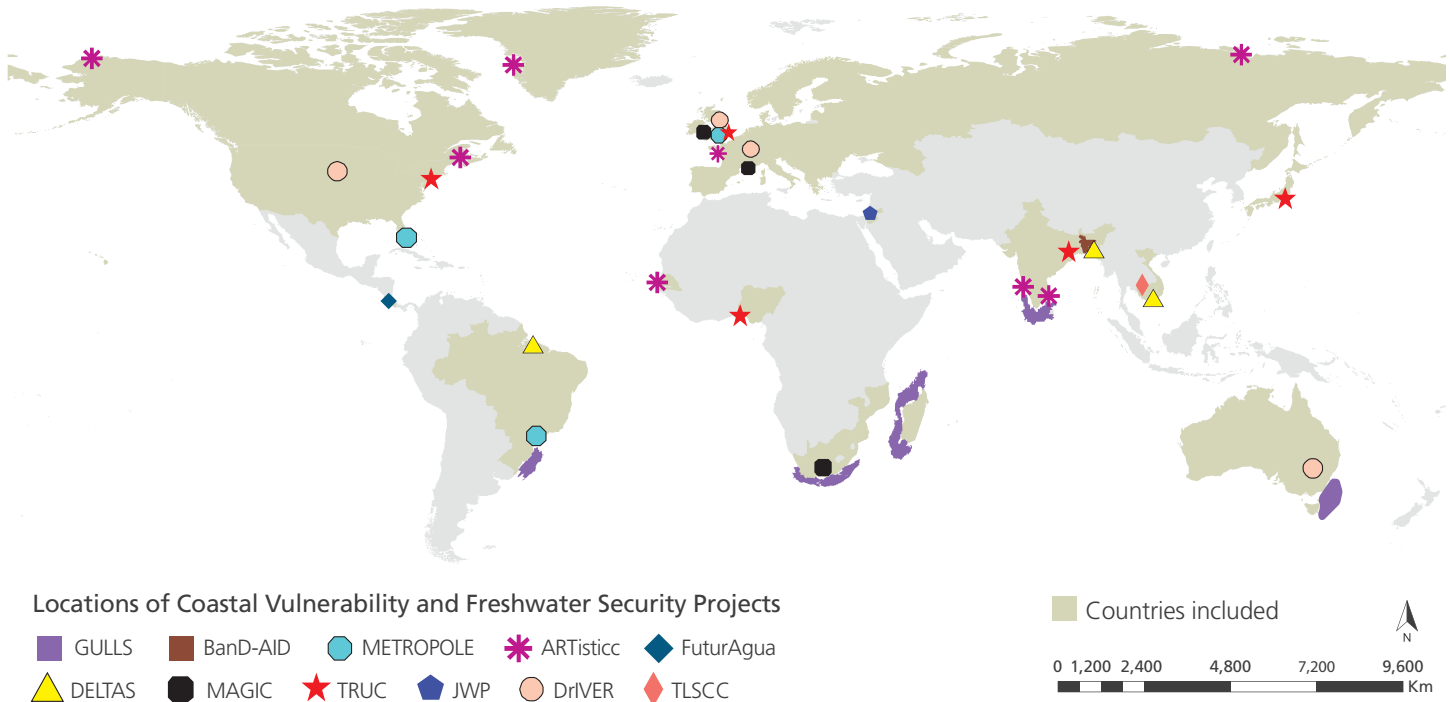 Locations of Coastal Vulnerability and Freshwater Security Projects
GULLS BanD-AID METROPOLE ARTisticc FuturAgua
DELTAS MAGIC TRUC JWP DrIVER TLSCC
Countries included
N
0 1,200 2,400 4,800 7,200 9,600
Km